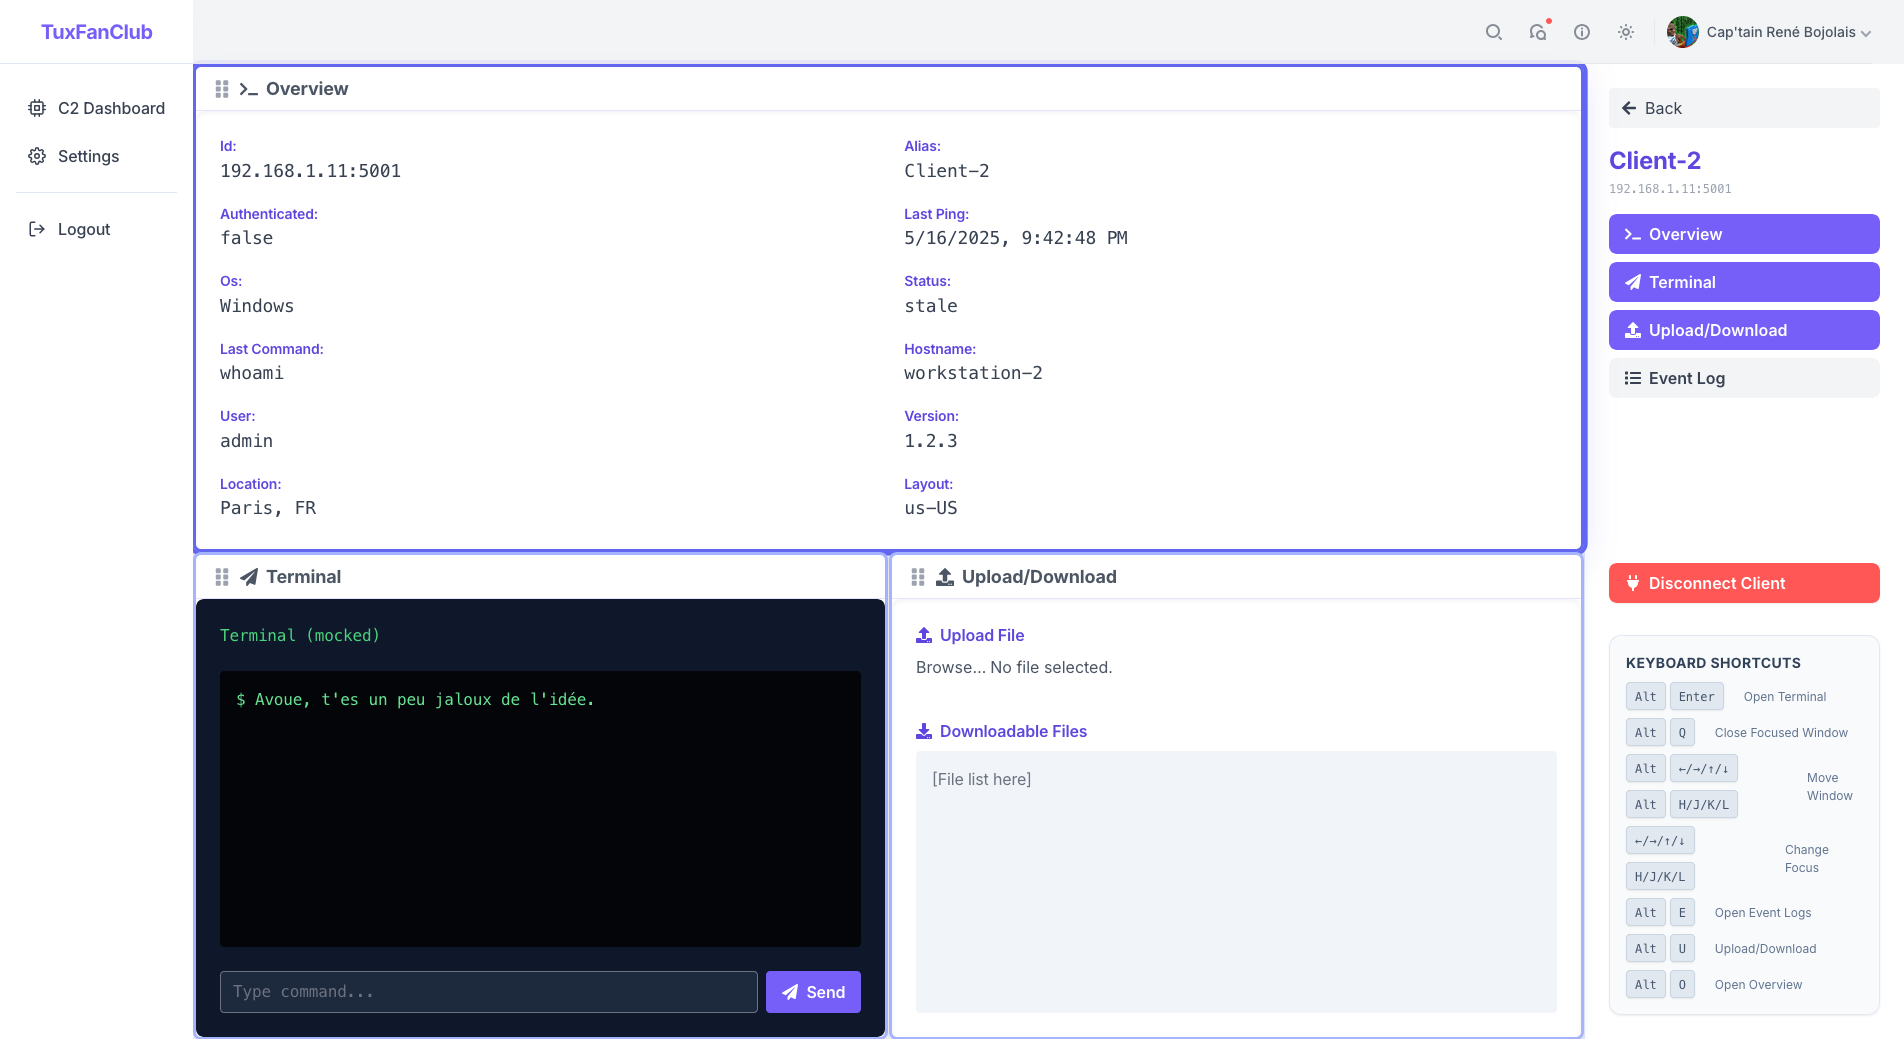 TuxFanClub
Cap'tain René Bojolais
C2 Dashboard
Settings
Logout
Overview
Id:
192.168.1.11:5001
Alias:
Client-2
Authenticated:
false
Last Ping:
5/16/2025, 9:42:48 PM
Os:
Windows
Status:
stale
Last Command:
whoami
Hostname:
workstation-2
User:
admin
Version:
1.2.3
Location:
Paris, FR
Layout:
us-US
Terminal
Terminal (mocked)
$ Avoue, t'es un peu jaloux de l'idée.
Type command...
Send
Upload/Download
Upload File
Browse... No file selected.
Downloadable Files
[File list here]
Back
Client-2
192.168.1.11:5001
Overview
Terminal
Upload/Download
Event Log
Disconnect Client
KEYBOARD SHORTCUTS
Alt Enter Open Terminal
Alt Q Close Focused Window
Alt ←/→/↑/↓
Alt H/J/K/L
Move
Window
←/→/↑/↓
H/J/K/L
Change
Focus
Alt E Open Event Logs
Alt U Upload/Download
Alt O Open Overview